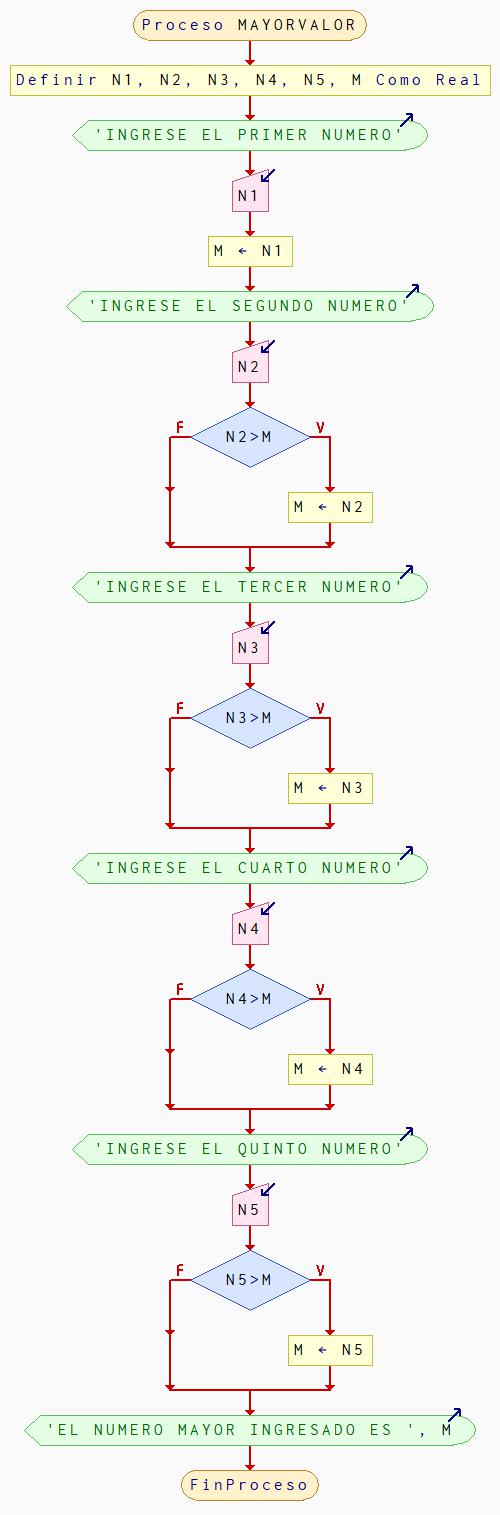 Proceso MAYORVALOR
Definir N1, N2, N3, N4, N5, M Como Real
'INGRESE EL PRIMER NUMERO'
N1
M ← N1
'INGRESE EL SEGUNDO NUMERO'
N2
F V
N2>M
M ← N2
'INGRESE EL TERCER NUMERO'
N3
F V
N3>M
M ← N3
'INGRESE EL CUARTO NUMERO'
N4
F V
N4>M
M ← N4
'INGRESE EL QUINTO NUMERO'
N5
F V
N5>M
M ← N5
'EL NUMERO MAYOR INGRESADO ES ', M
FinProceso